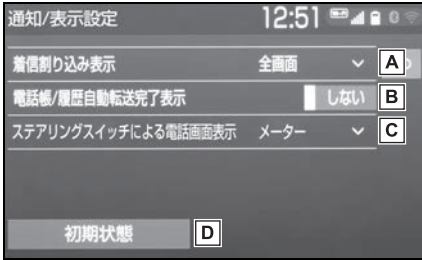 通知/表示設定 12:51
着信割り込み表示 全画面 A
電話帳/履歴自動転送完了表示 しない B
ステアリングスイッチによる電話画面表示 メーター C
初期状態 D